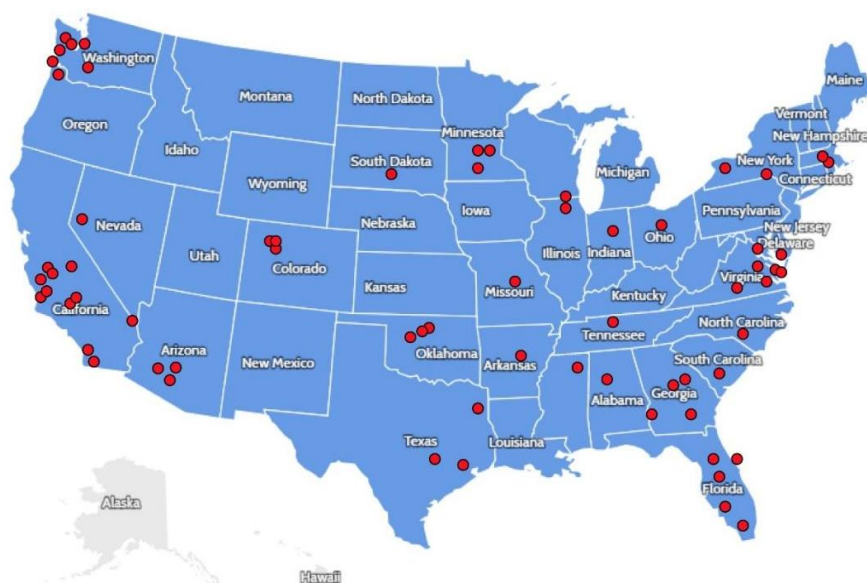 Washington
Montana
North Dakota
Minnesota
Maine
Vermont
New Hampshire
Oregon
Idaho
South Dakota
Michigan
New York
Connecticut
Wyoming
Iowa
Pennsylvania
Nevada
Nebraska
New Jersey
Delaware
Utah
Colorado
Illinois
Indiana
Ohio
Virginia
Kansas
Missouri
Kentucky
California
Arizona
New Mexico
Oklahoma
Arkansas
Tennessee
North Carolina
South Carolina
Alabama
Georgia
Texas
Louisiana
Florida
Alaska
Hawaii